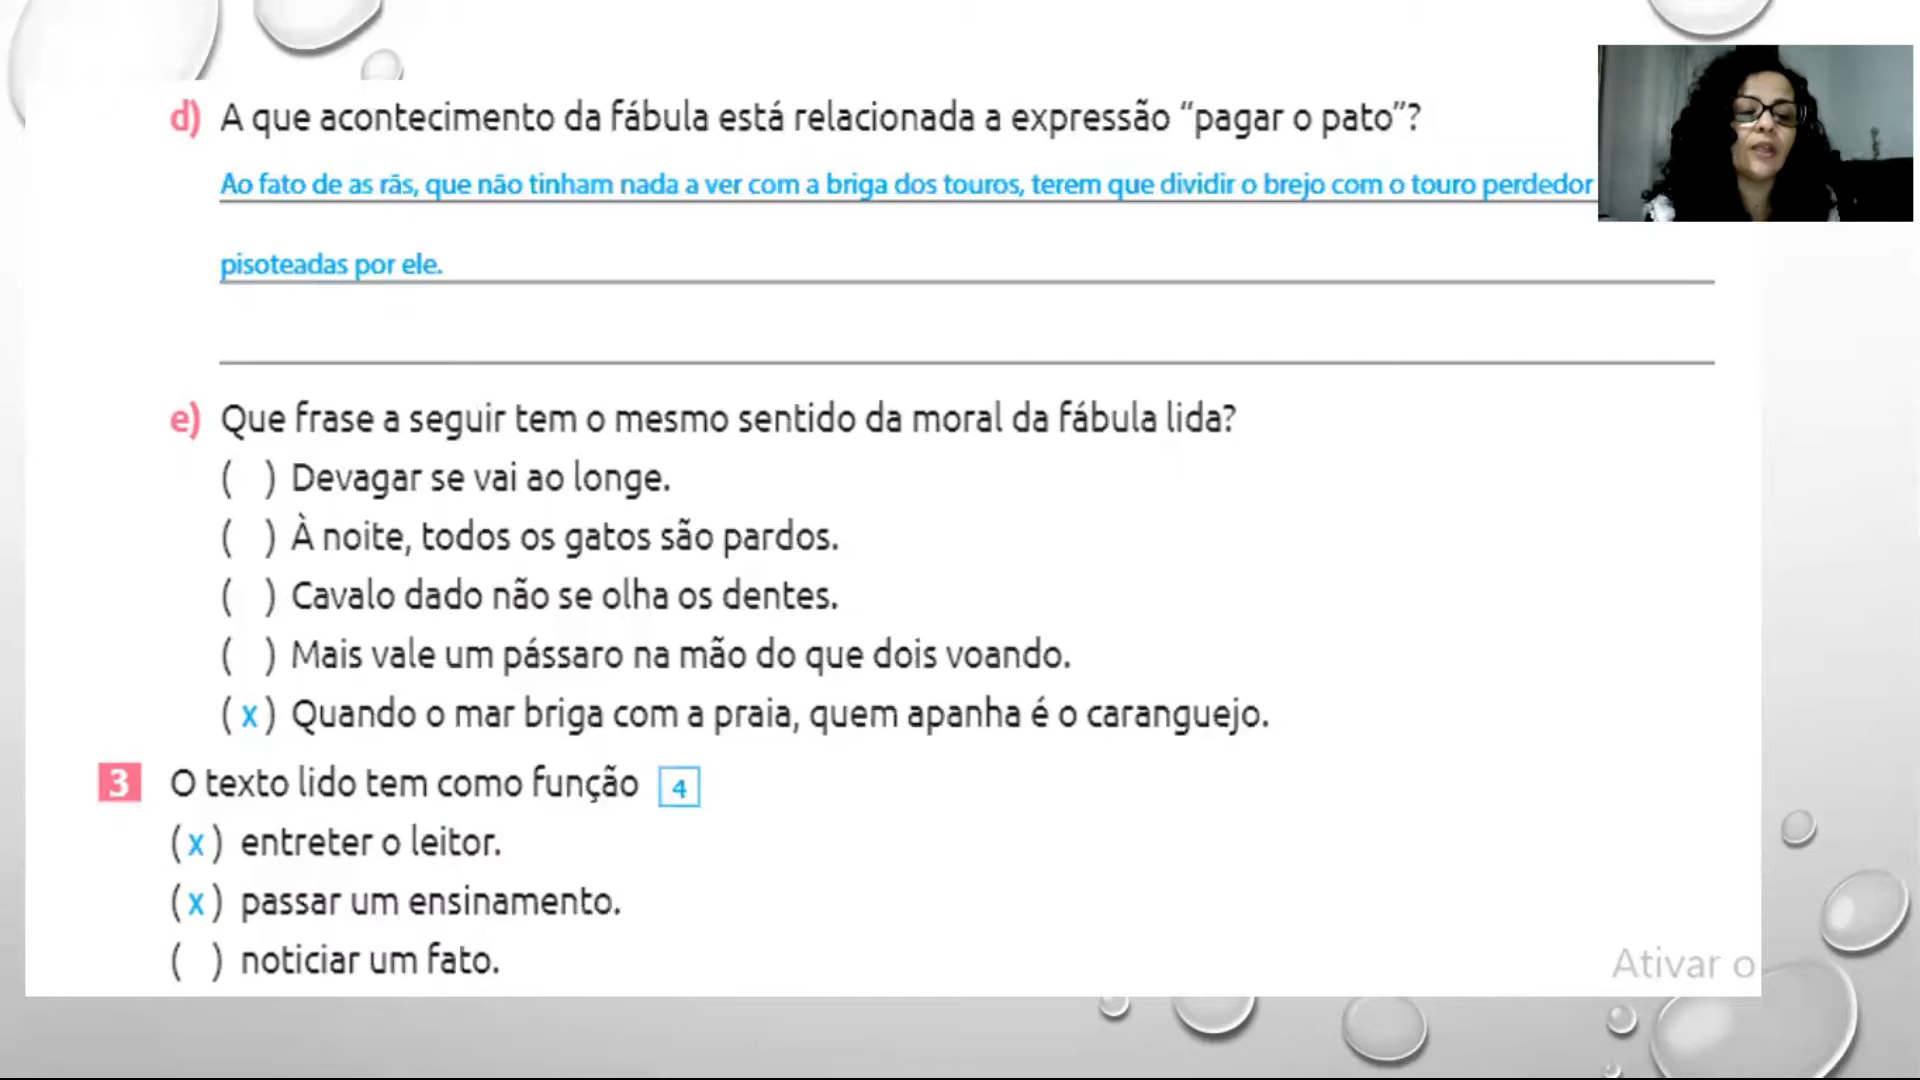 d) A que acontecimento da fábula está relacionada a expressão “pagar o pato”?
Ao fato de as rãs, que não tinham nada a ver com a briga dos touros, terem que dividir o brejo com o touro perdedor
pisoteadas por ele.
e) Que frase a seguir tem o mesmo sentido da moral da fábula lida?
( ) Devagar se vai ao longe.
( ) À noite, todos os gatos são pardos.
( ) Cavalo dado não se olha os dentes.
( ) Mais vale um pássaro na mão do que dois voando.
( x ) Quando o mar briga com a praia, quem apanha é o caranguejo.
3 O texto lido tem como função 4
( x ) entreter o leitor.
( x ) passar um ensinamento.
( ) noticiar um fato.
Ativar o